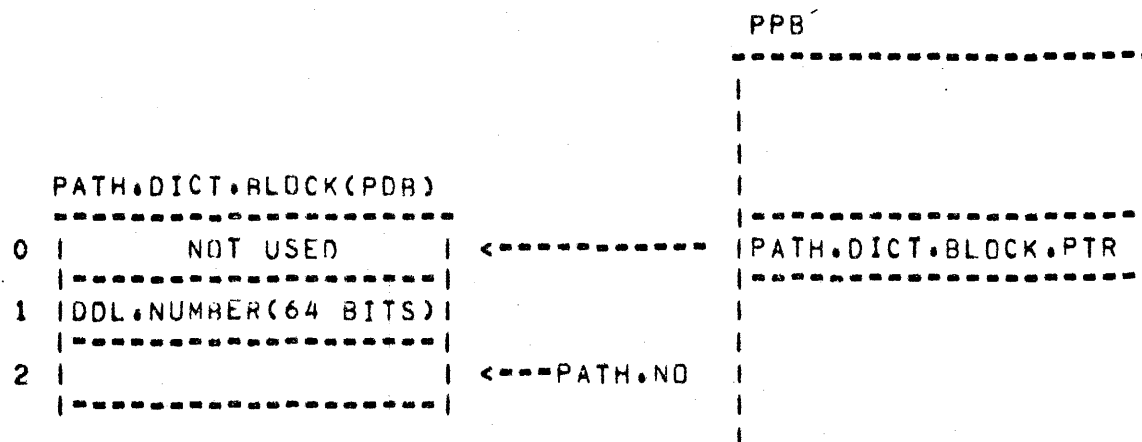 PPB
PATH.DICT.BLOCK(PDB)
0 | NOT USED | <----------- |PATH.DICT.BLOCK.PTR
1 |DDL.NUMBER(64 BITS)|
2 | | <---PATH.NO |